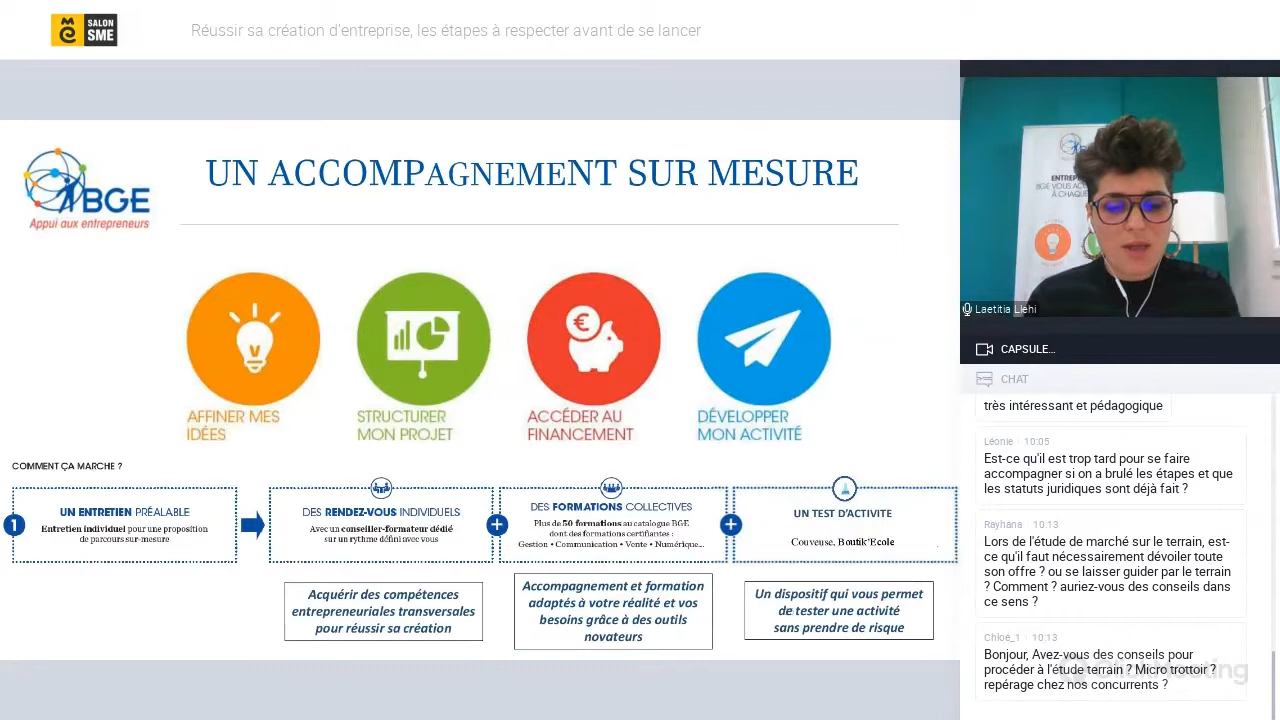 SALON
SME
Réussir sa création d'entreprise, les étapes à respecter avant de se lancer
BGE
Appui aux entrepreneurs
UN ACCOMPAGNEMENT SUR MESURE
AFFINER MES
IDÉES
STRUCTURER
MON PROJET
ACCÉDER AU
FINANCEMENT
DÉVELOPPER
MON ACTIVITÉ
COMMENT ÇA MARCHE ?
1
UN ENTRETIEN PRÉALABLE
Entretien individuel pour une proposition
de parcours sur-mesure
DES RENDEZ-VOUS INDIVIDUELS
Avec un conseiller-formateur dédié
sur un rythme défini avec vous
+
DES FORMATIONS COLLECTIVES
Plus de 50 formations au catalogue BGE
dont des formations certifiantes :
Gestion • Communication • Vente • Numérique...
+
UN TEST D'ACTIVITE
Couveuse, Boutik'Ecole
Acquérir des compétences
entrepreneuriales transversales
pour réussir sa création
Accompagnement et formation
adaptés à votre réalité et vos
besoins grâce à des outils
novateurs
Un dispositif qui vous permet
de tester une activité
sans prendre de risque
ENTREP
BGE VOUS AC
À CHAQU
Laetitia Llehi
CAPSULE...
CHAT
très intéressant et pédagogique
Léonie 10:05
Est-ce qu'il est trop tard pour se faire
accompagner si on a brulé les étapes et que
les statuts juridiques sont déjà fait ?
Rayhana 10:13
Lors de l'étude de marché sur le terrain, est-
ce qu'il faut nécessairement dévoiler toute
son offre ? ou se laisser guider par le terrain
? Comment ? auriez-vous des conseils dans
ce sens ?
Chloé_1 10:13
Bonjour, Avez-vous des conseils pour
procéder à l'étude terrain ? Micro trottoir ?
repérage chez nos concurrents ?